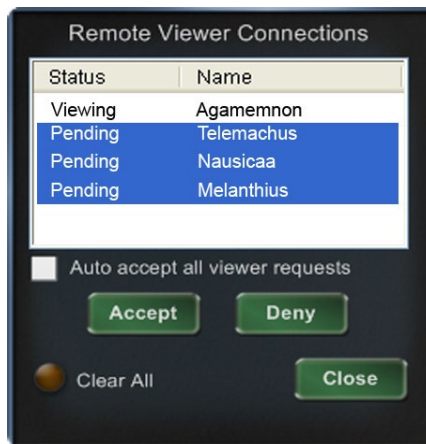 Remote Viewer Connections
Status Name
Viewing Agamemnon
Pending Telemachus
Pending Nausicaa
Pending Melanthius
Auto accept all viewer requests
Accept Deny
Clear All Close